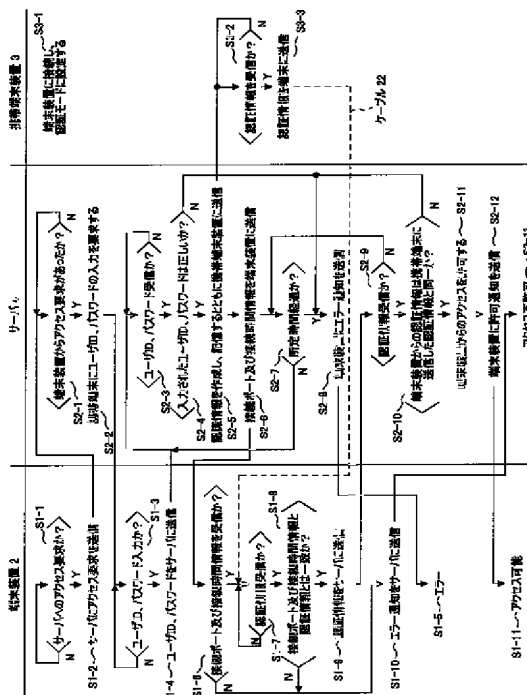 端末装置 2
サーバへのアクセス要求か?
S1-1
N
Y
S1-2
サーバにアクセス要求を送信
ユーザID、パスワード入力か?
S1-3
N
Y
S1-4
ユーザID、パスワードをサーバに送信
接続ポート及び接続時間情報を受信か?
S1-6
N
Y
認証情報受信か?
S1-7
N
Y
接続ポート及び接続時間情報と
認証情報とは一致か?
S1-8
N
Y
S1-9
認証情報をサーバに送信
S1-10
エラー通知をサーバに送信
S1-5
エラー
S1-11
アクセス可能
サーバ
端末装置からアクセス要求があったか?
S2-1
N
Y
ユーザID、パスワードの入力を要求する
S2-2
ユーザID、パスワード受信か?
S2-3
N
Y
入力されたユーザID、パスワードは正しいか?
S2-4
N
Y
認証情報を作成し、記憶するとともに携帯端末装置に送信
S2-5
接続ポート及び接続時間情報を端末装置に送信
S2-6
所定時間経過か?
S2-7
N
Y
エラー通知を送信
S2-8
認証情報受信か?
S2-9
N
Y
端末装置からの認証情報は携帯端末に
送信した認証情報と同一か?
S2-10
N
Y
からのアクセスを許可する
S2-11
端末装置に許可通知を送信
S2-12
携帯端末装置 3
S3-1
端末装置に接続し、
認証モードに設定する
認証情報を受信か?
S3-2
N
Y
認証情報を端末に送信
S3-3
ケーブル 22